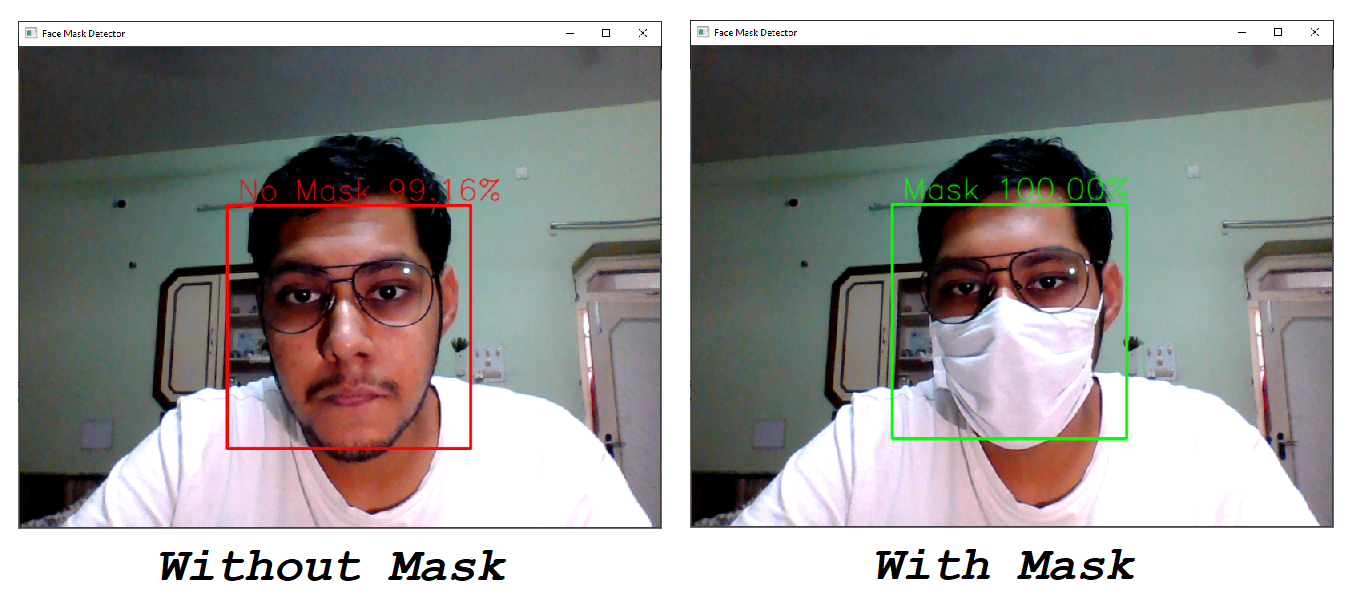 Face Mask Detector
No Mask 99.16%
Without Mask
Face Mask Detector
Mask 100.00%
With Mask